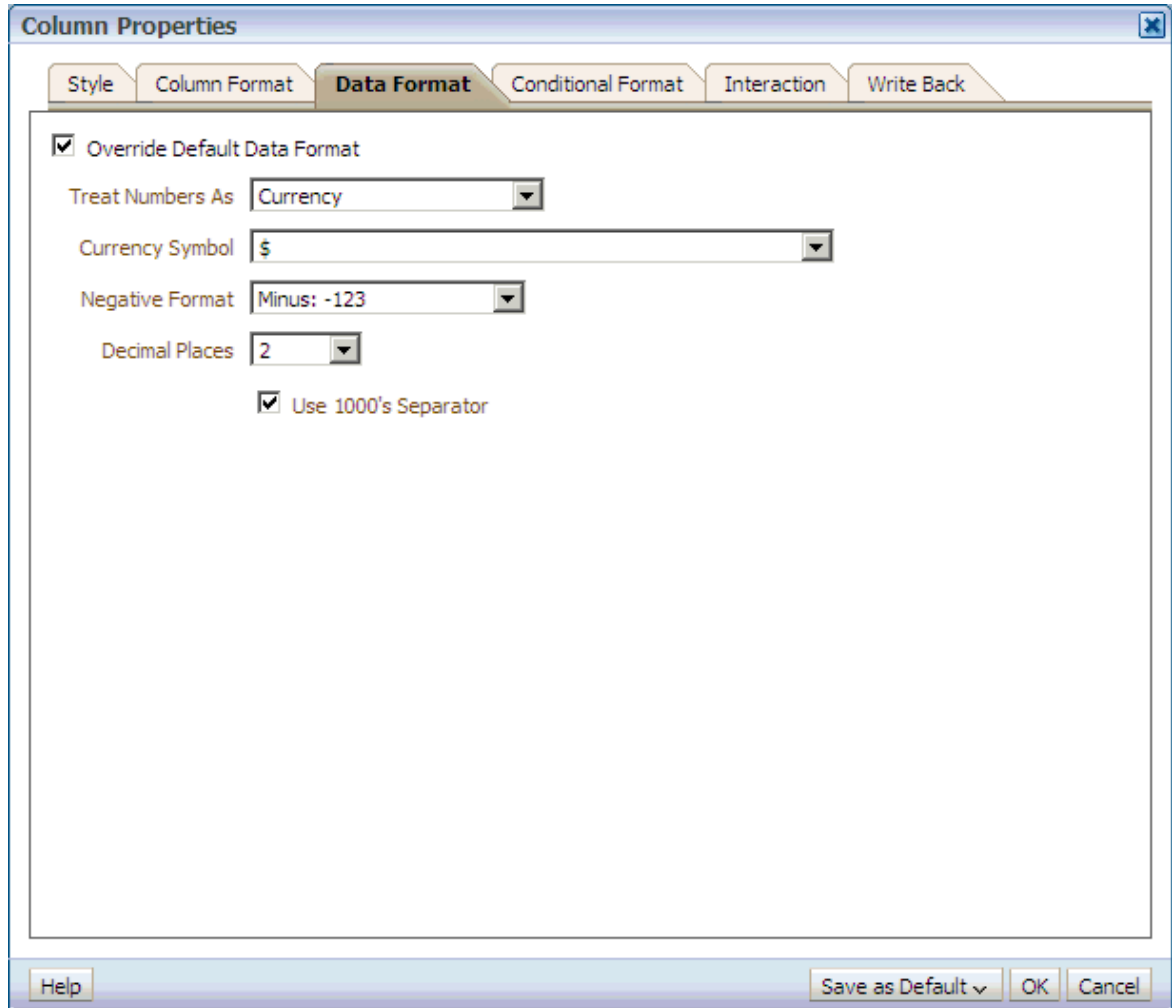 Column Properties
Style Column Format Data Format Conditional Format Interaction Write Back
Override Default Data Format
Treat Numbers As Currency
Currency Symbol $
Negative Format Minus: -123
Decimal Places 2
Use 1000's Separator
Help Save as Default OK Cancel